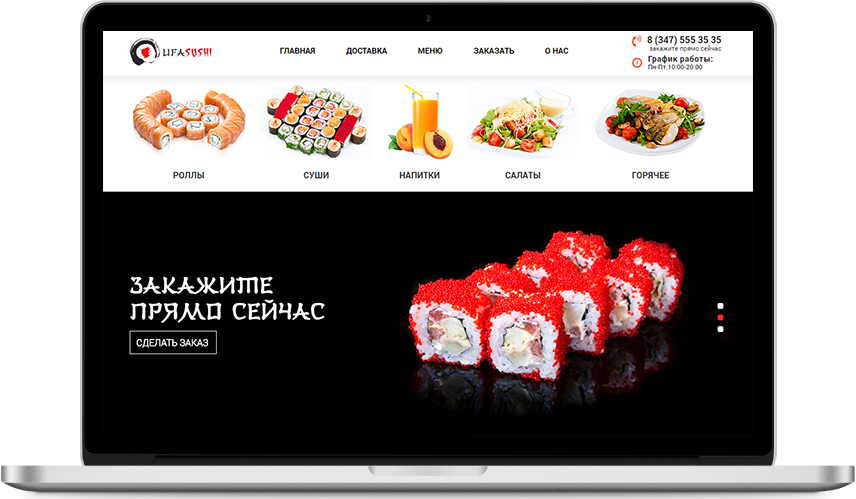 UFASUSHI
ГЛАВНАЯ ДОСТАВКА МЕНЮ ЗАКАЗАТЬ О НАС
8 (347) 555 35 35
закажите прямо сейчас
График работы:
Пн-Пт.10:00-20:00
РОЛЛЫ СУШИ НАПИТКИ САЛАТЫ ГОРЯЧЕЕ
ЗАКАЖИТЕ
ПРЯМО СЕЙЧАС
СДЕЛАТЬ ЗАКАЗ